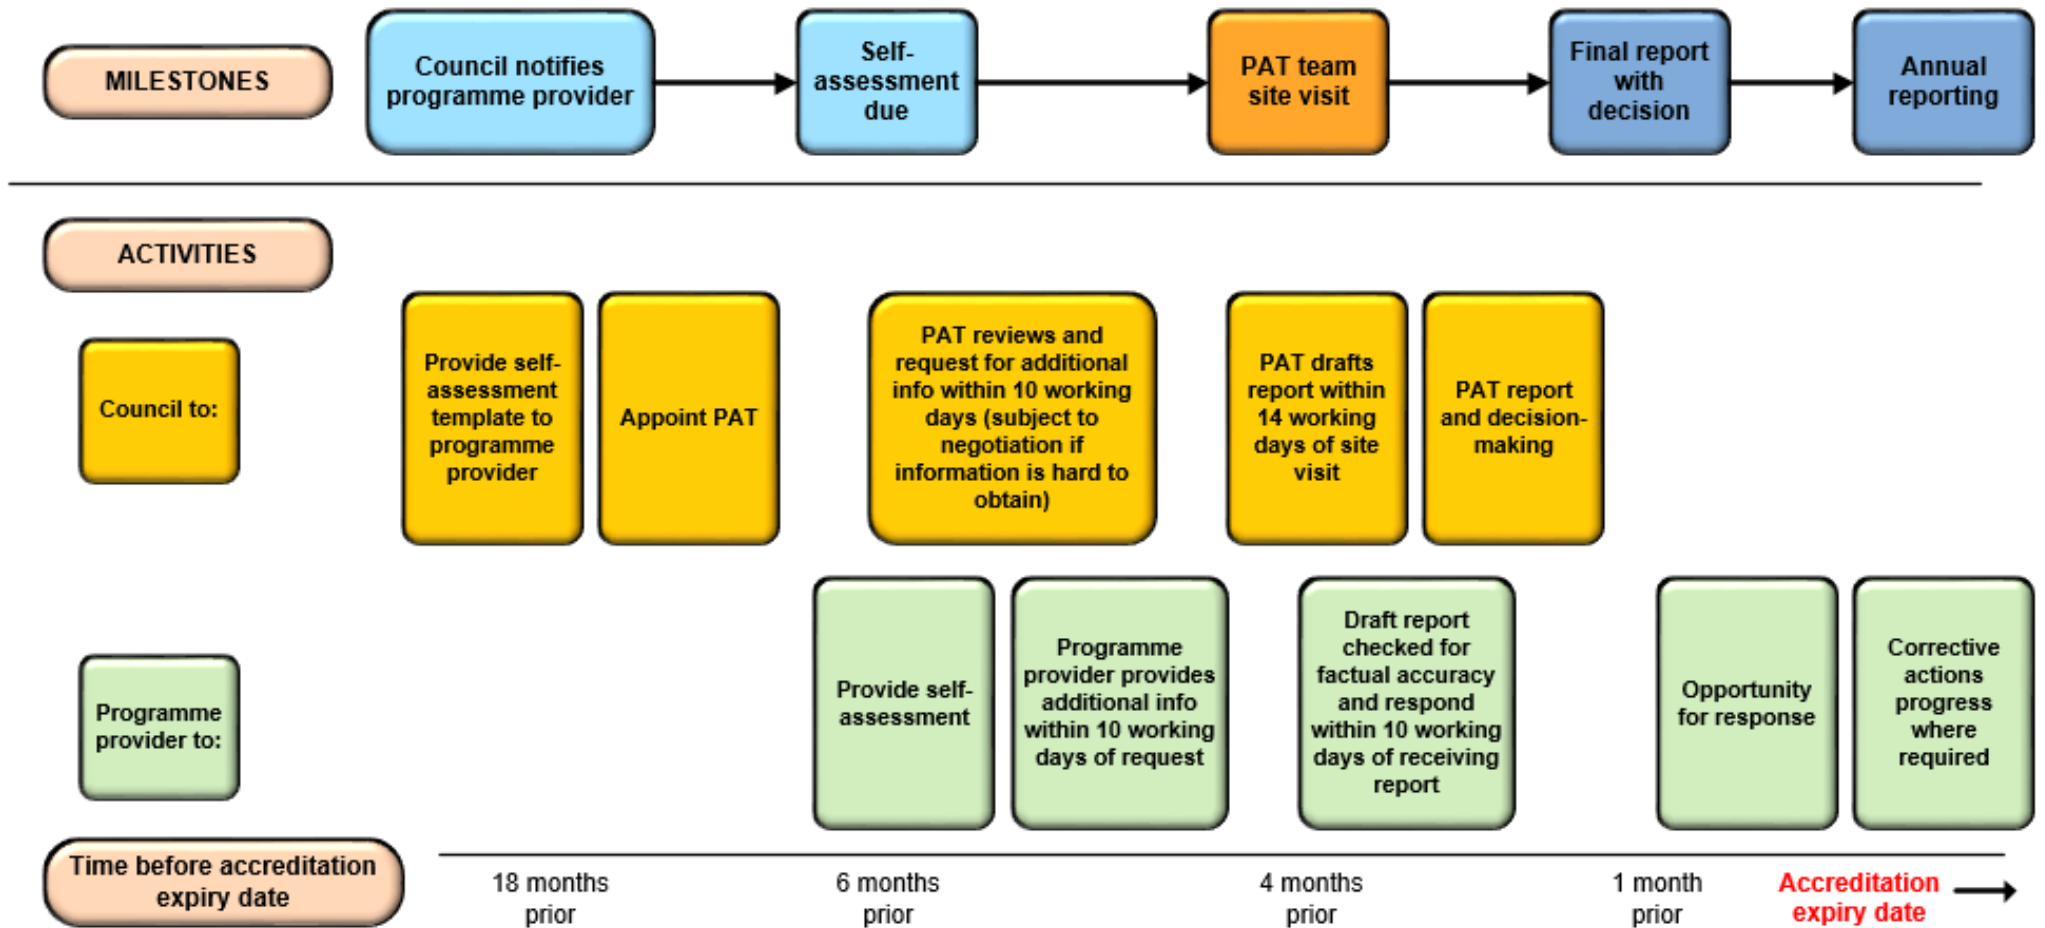 MILESTONES
Council notifies
programme provider
Self-
assessment
due
PAT team
site visit
Final report
with
decision
Annual
reporting
ACTIVITIES
Council to:
Provide self-
assessment
template to
programme
provider
Appoint PAT
PAT reviews and
request for additional
info within 10 working
days (subject to
negotiation if
information is hard to
obtain)
PAT drafts
report within
14 working
days of site
visit
PAT report
and decision-
making
Programme
provider to:
Provide self-
assessment
Programme
provider provides
additional info
within 10 working
days of request
Draft report
checked for
factual accuracy
and respond
within 10 working
days of receiving
report
Opportunity
for response
Corrective
actions
progress
where
required
Time before accreditation
expiry date
18 months
prior
6 months
prior
4 months
prior
1 month
prior
Accreditation
expiry date